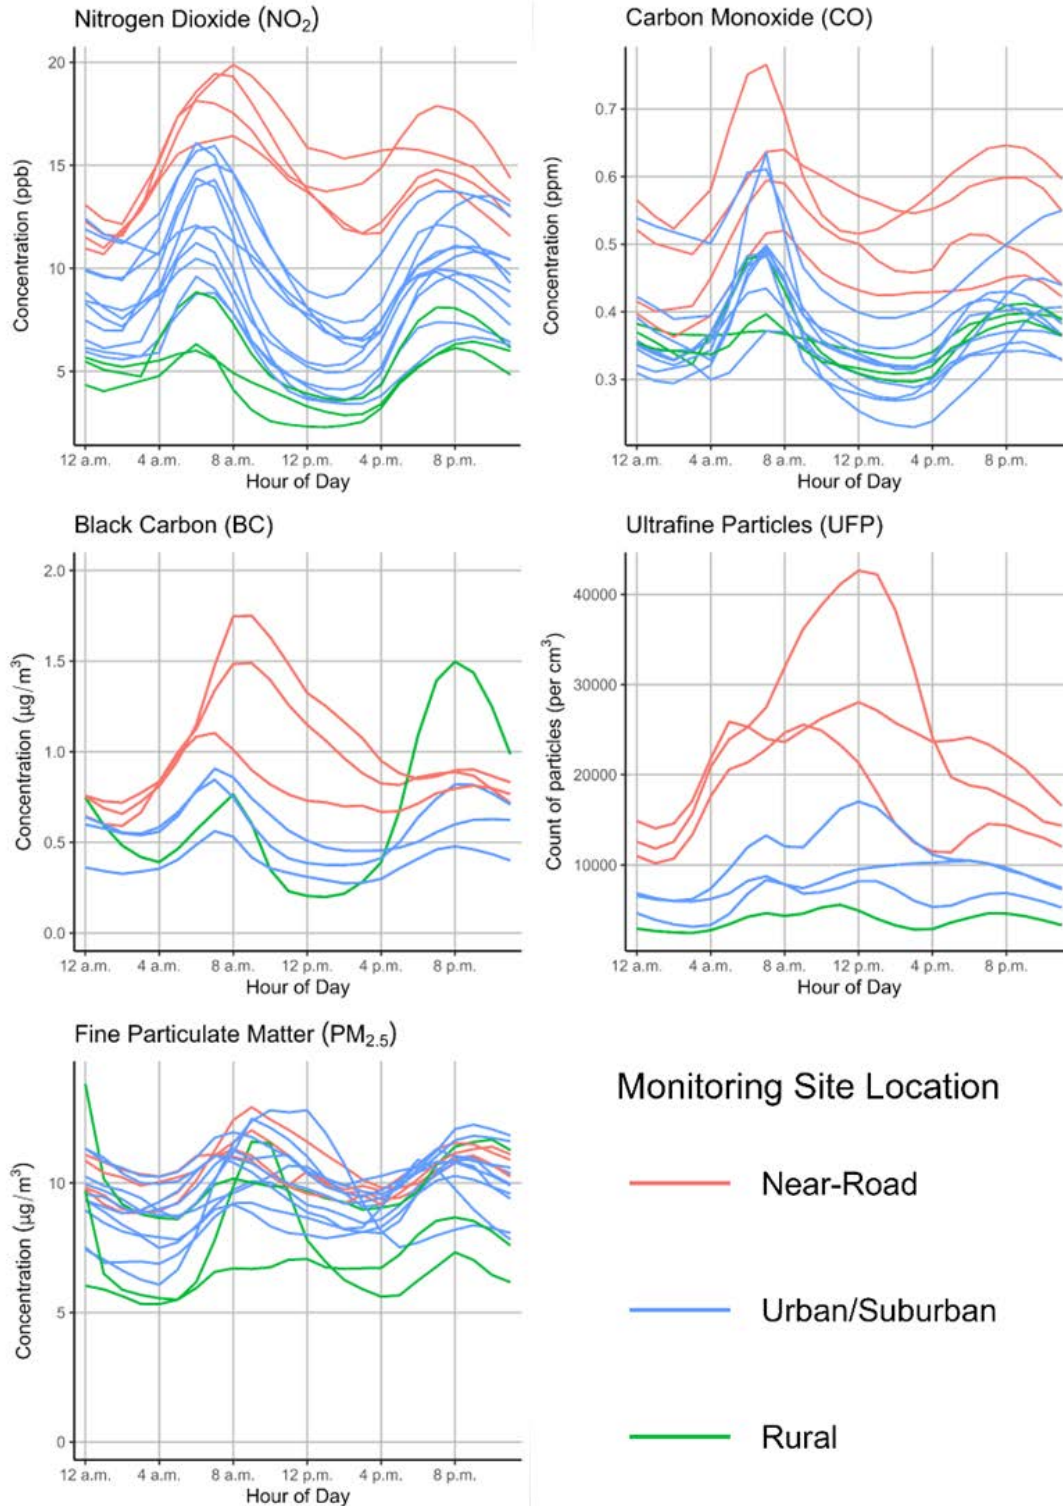 Nitrogen Dioxide (NO₂)
Concentration (ppb)
20
15
10
5
12 a.m. 4 a.m. 8 a.m. 12 p.m. 4 p.m. 8 p.m.
Hour of Day
Carbon Monoxide (CO)
Concentration (ppm)
0.7
0.6
0.5
0.4
0.3
12 a.m. 4 a.m. 8 a.m. 12 p.m. 4 p.m. 8 p.m.
Hour of Day
Black Carbon (BC)
Concentration (µg/m³)
2.0
1.5
1.0
0.5
0.0
12 a.m. 4 a.m. 8 a.m. 12 p.m. 4 p.m. 8 p.m.
Hour of Day
Ultrafine Particles (UFP)
Count of particles (per cm³)
40000
30000
20000
10000
12 a.m. 4 a.m. 8 a.m. 12 p.m. 4 p.m. 8 p.m.
Hour of Day
Fine Particulate Matter (PM₂.₅)
Concentration (µg/m³)
10
5
0
12 a.m. 4 a.m. 8 a.m. 12 p.m. 4 p.m. 8 p.m.
Hour of Day
Monitoring Site Location
Near-Road
Urban/Suburban
Rural